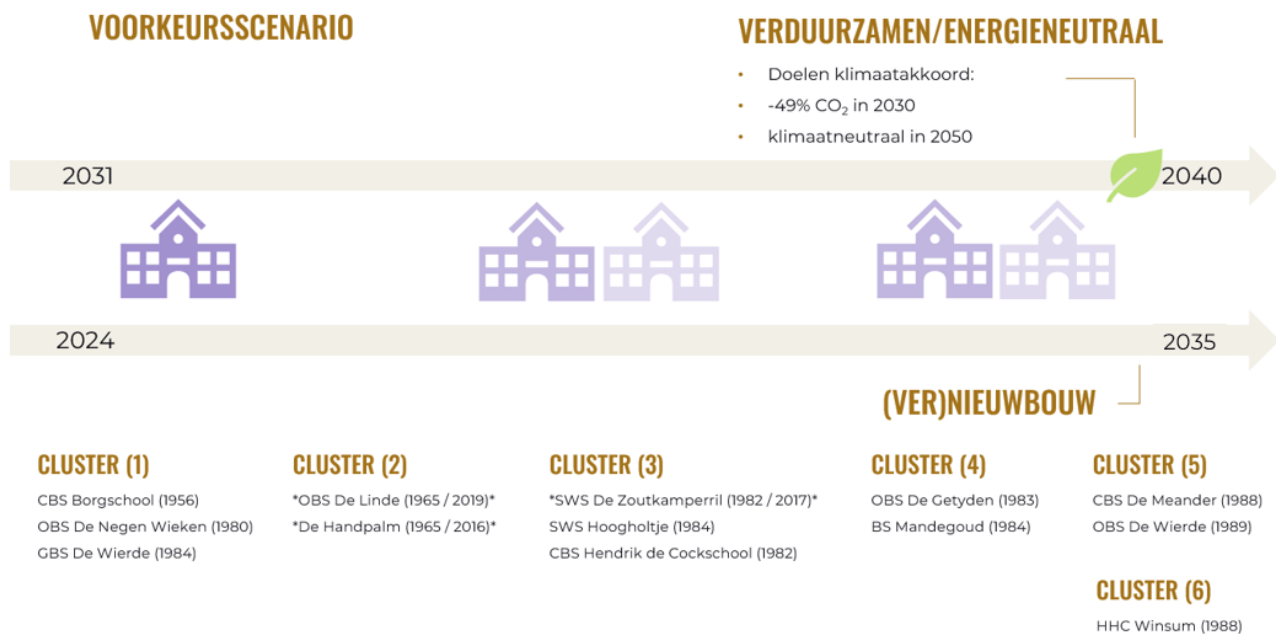 VOORKEURSSCENARIO
VERDUURZAMEN/ENERGIENEUTRAAL
• Doelen klimaatakkoord:
• -49% CO₂ in 2030
• klimaatneutraal in 2050
2031
2040
2024
2035
(VER)NIEUWBOUW
CLUSTER (1)
CBS Borgschool (1956)
OBS De Negen Wieken (1980)
GBS De Wierde (1984)
CLUSTER (2)
*OBS De Linde (1965 / 2019)*
*De Handpalm (1965 / 2016)*
CLUSTER (3)
*SWS De Zoutkamperril (1982 / 2017)*
SWS Hoogholtje (1984)
CBS Hendrik de Cockschool (1982)
CLUSTER (4)
OBS De Getyden (1983)
BS Mandegoud (1984)
CLUSTER (5)
CBS De Meander (1988)
OBS De Wierde (1989)
CLUSTER (6)
HHC Winsum (1988)